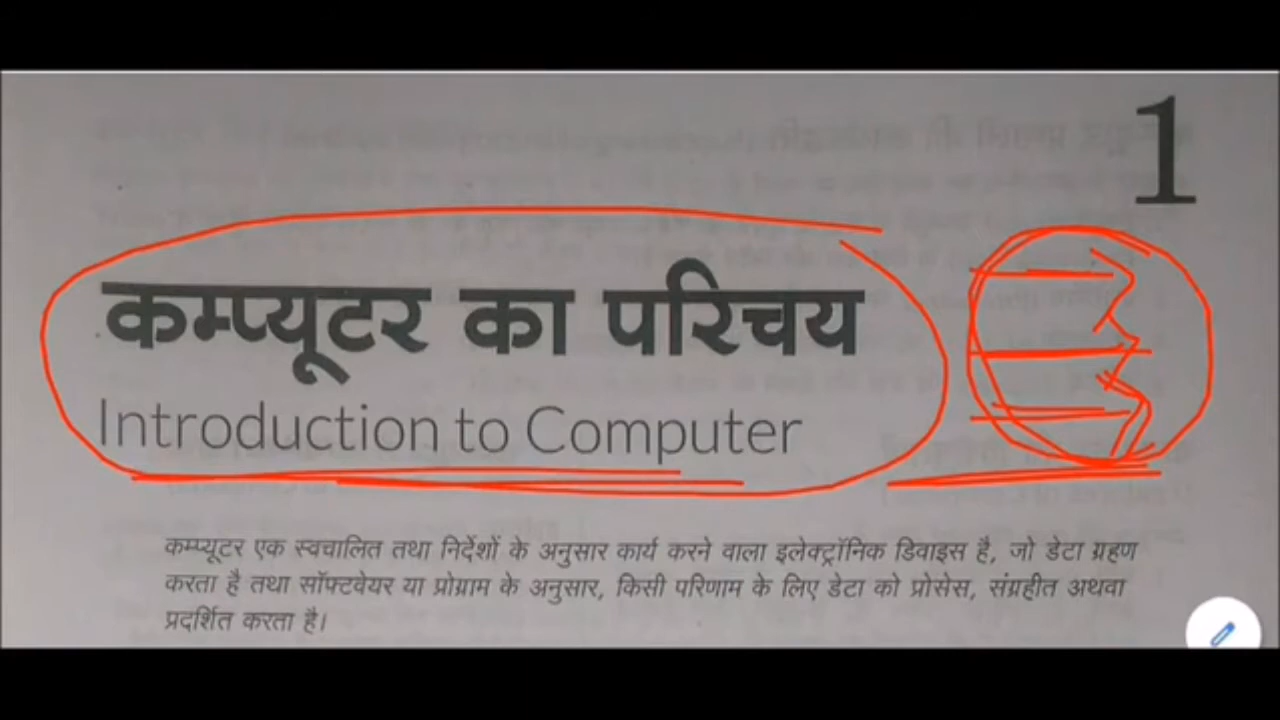 1
कम्प्यूटर का परिचय
Introduction to Computer
कम्प्यूटर एक स्वचालित तथा निर्देशों के अनुसार कार्य करने वाला इलेक्ट्रॉनिक डिवाइस है, जो डेटा ग्रहण
करता है तथा सॉफ्टवेयर या प्रोग्राम के अनुसार, किसी परिणाम के लिए डेटा को प्रोसेस, संग्रहीत अथवा
प्रदर्शित करता है।